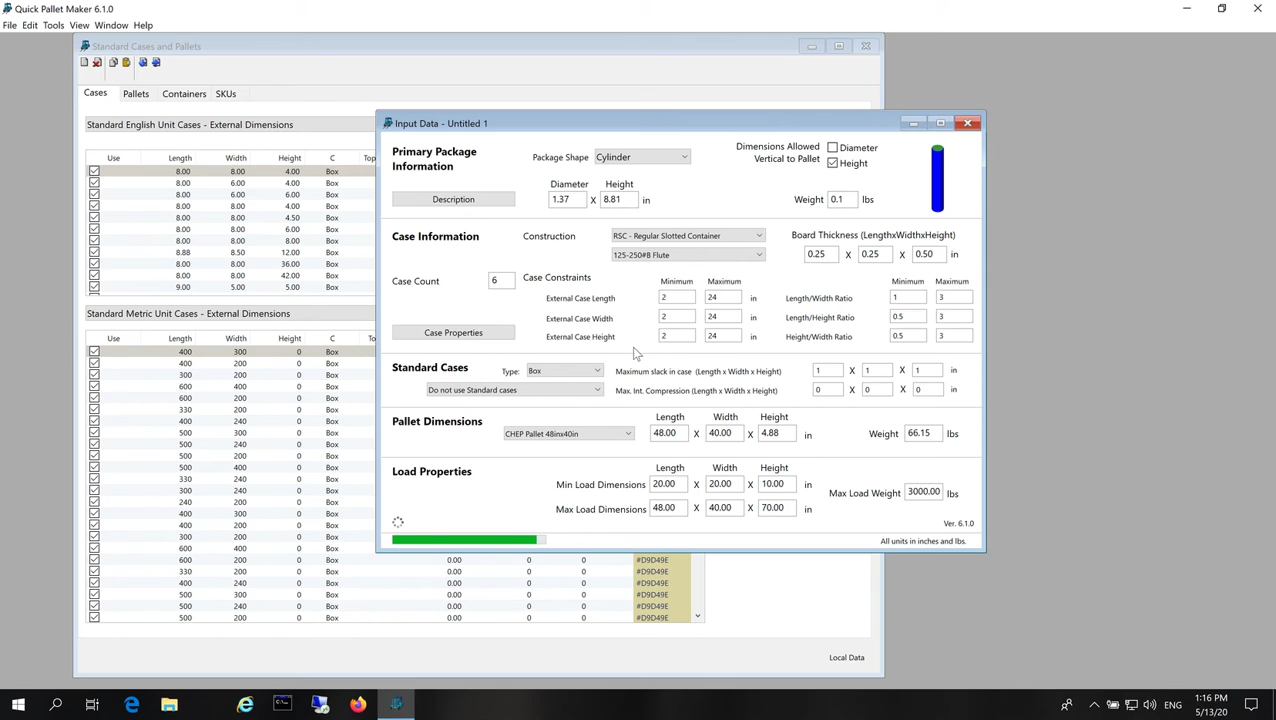 Quick Pallet Maker 6.1.0
File Edit Tools View Window Help
Standard Cases and Pallets
Cases Pallets Containers SKUs
Standard English Unit Cases - External Dimensions
Use Length Width Height C Top
8.00 8.00 4.00 Box
8.00 6.00 4.00 Box
8.00 6.00 6.00 Box
8.00 8.00 4.00 Box
8.00 8.00 4.50 Box
8.00 8.00 6.00 Box
8.00 8.00 8.00 Box
8.88 8.50 12.00 Box
8.00 8.00 36.00 Box
8.00 8.00 42.00 Box
9.00 5.00 5.00 Box
Standard Metric Unit Cases - External Dimensions
Use Length Width Height C Top
400 300 0 Box
400 200 0 Box
300 200 0 Box
600 400 0 Box
600 200 0 Box
330 200 0 Box
400 200 0 Box
500 300 0 Box
400 300 0 Box
500 200 0 Box
330 240 0 Box
500 300 0 Box
300 240 0 Box
400 300 0 Box
500 400 0 Box
300 200 0 Box
600 400 0 Box
600 200 0 Box 0.00 0 0 #D9D49E
330 200 0 Box 0.00 0 0 #D9D49E
400 240 0 Box 0.00 0 0 #D9D49E
500 300 0 Box 0.00 0 0 #D9D49E
500 240 0 Box 0.00 0 0 #D9D49E
500 200 0 Box 0.00 0 0 #D9D49E
Local Data
Input Data - Untitled 1
Primary Package Information
Package Shape Cylinder
Dimensions Allowed Vertical to Pallet
Diameter
Height
Description
Diameter Height
1.37 X 8.81 in
Weight 0.1 lbs
Case Information
Construction RSC - Regular Slotted Container
125-250#B Flute
Board Thickness (LengthxWidthxHeight)
0.25 X 0.25 X 0.50 in
Case Count 6
Case Constraints
Minimum Maximum Minimum Maximum
External Case Length 2 24 in Length/Width Ratio 1 3
External Case Width 2 24 in Length/Height Ratio 0.5 3
External Case Height 2 24 in Height/Width Ratio 0.5 3
Case Properties
Standard Cases
Type: Box
Maximum slack in case (Length x Width x Height) 1 X 1 X 1 in
Do not use Standard cases
Max. Int. Compression (Length x Width x Height) 0 X 0 X 0 in
Pallet Dimensions
CHEP Pallet 48inx40in
Length Width Height
48.00 X 40.00 X 4.88 in
Weight 66.15 lbs
Load Properties
Length Width Height
Min Load Dimensions 20.00 X 20.00 X 10.00 in
Max Load Weight 3000.00 lbs
Max Load Dimensions 48.00 X 40.00 X 70.00 in
Ver. 6.1.0
All units in inches and lbs.
ENG
1:16 PM
5/13/20